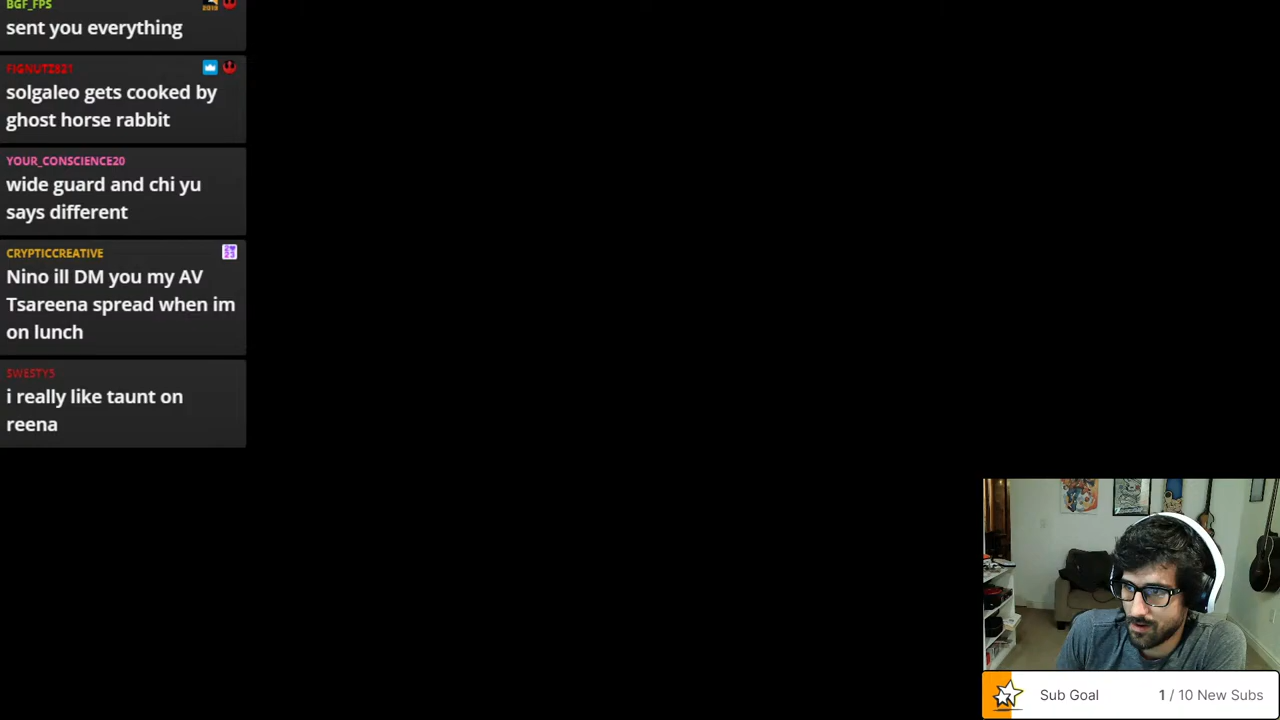 BGF_FPS
sent you everything
FIGNUTZ821
solgaleo gets cooked by
ghost horse rabbit
YOUR_CONSCIENCE20
wide guard and chi yu
says different
CRYPTICCREATIVE
Nino ill DM you my AV
Tsareena spread when im
on lunch
SWESTY5
i really like taunt on
reena
Sub Goal 1 / 10 New Subs